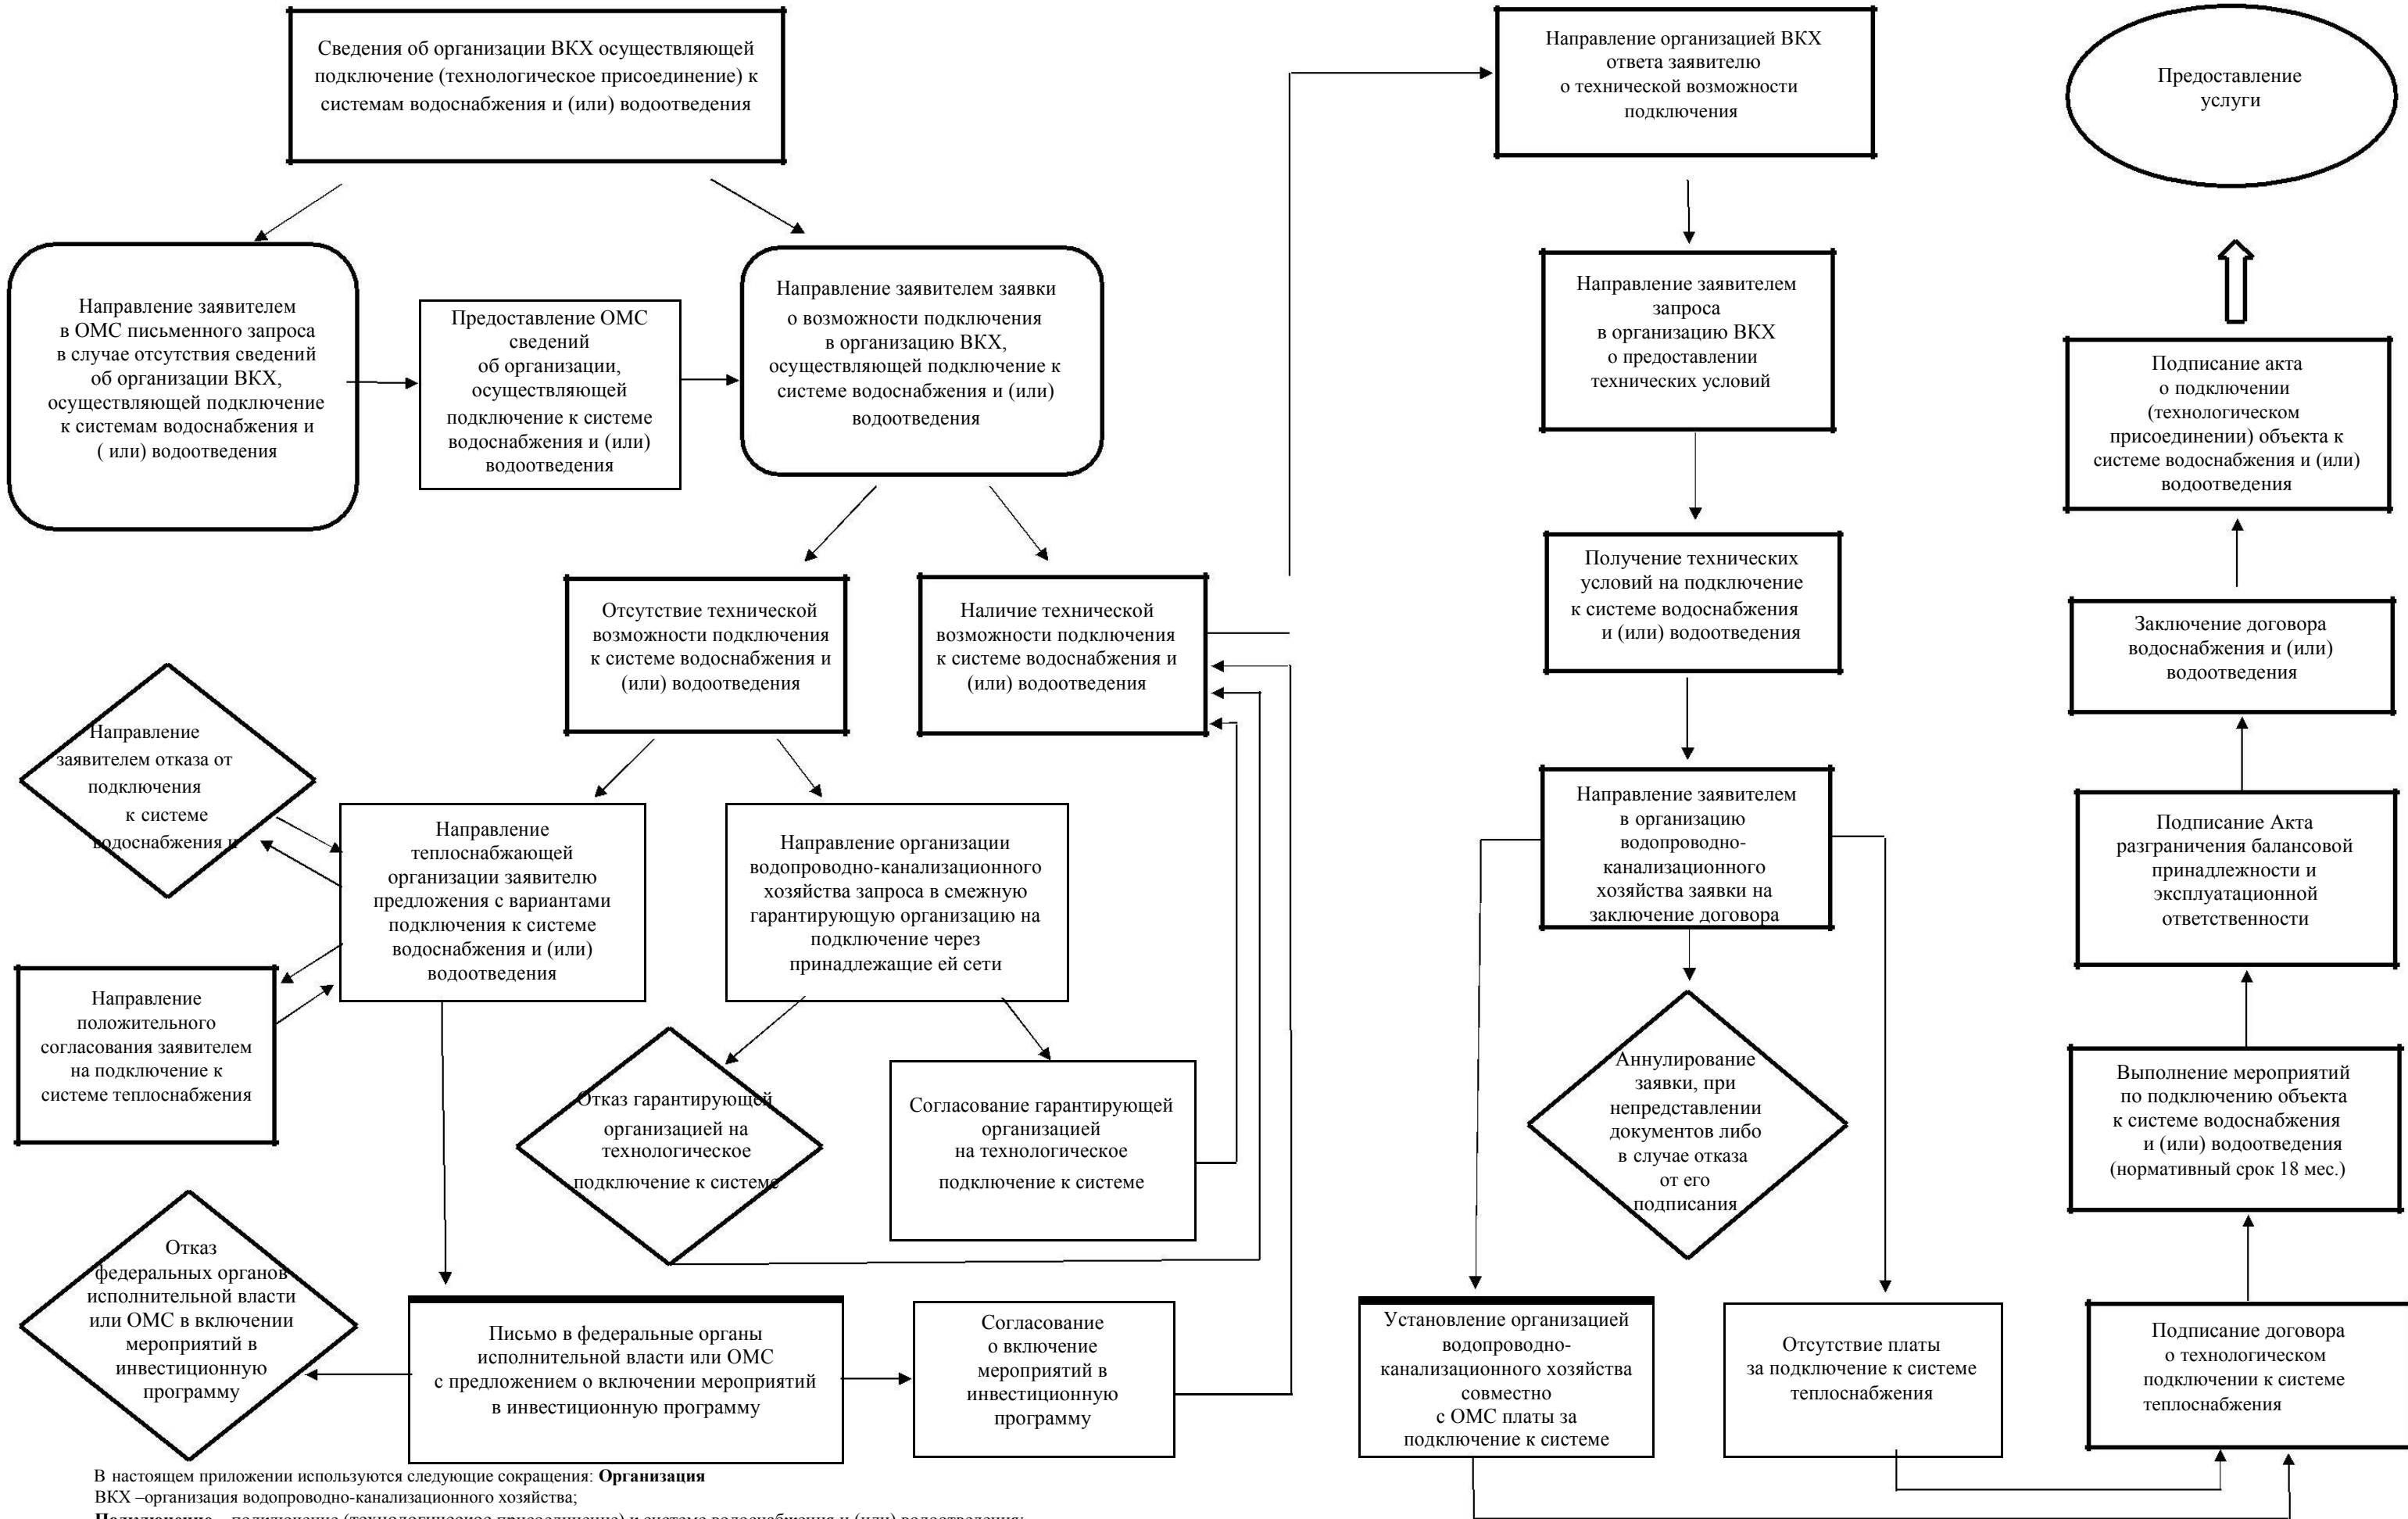 Сведения об организации ВКХ осуществляющей
подключение (технологическое присоединение) к
системам водоснабжения и (или) водоотведения
Направление заявителем
в ОМС письменного запроса
в случае отсутствия сведений
об организации ВКХ,
осуществляющей подключение
к системам водоснабжения и
( или) водоотведения
Предоставление ОМС
сведений
об организации,
осуществляющей
подключение к системе
водоснабжения и (или)
водоотведения
Направление заявителем заявки
о возможности подключения
в организацию ВКХ,
осуществляющей подключение к
системе водоснабжения и (или)
водоотведения
Отсутствие технической
возможности подключения
к системе водоснабжения и
(или) водоотведения
Наличие технической
возможности подключения
к системе водоснабжения и
(или) водоотведения
Направление
заявителем отказа от
подключения
к системе
водоснабжения и
Направление
теплоснабжающей
организации заявителю
предложения с вариантами
подключения к системе
водоснабжения и (или)
водоотведения
Направление организации
водопроводно-канализационного
хозяйства запроса в смежную
гарантирующую организацию на
подключение через
принадлежащие ей сети
Направление
положительного
согласования заявителем
на подключение к
системе теплоснабжения
Отказ гарантирующей
организацией на
технологическое
подключение к системе
Согласование гарантирующей
организацией
на технологическое
подключение к системе
Отказ
федеральных органов
исполнительной власти
или ОМС в включении
мероприятий в
инвестиционную
программу
Письмо в федеральные органы
исполнительной власти или ОМС
с предложением о включении мероприятий
в инвестиционную программу
Согласование
о включение
мероприятий в
инвестиционную
программу
Направление организацией ВКХ
ответа заявителю
о технической возможности
подключения
Направление заявителем
запроса
в организацию ВКХ
о предоставлении
технических условий
Получение технических
условий на подключение
к системе водоснабжения
и (или) водоотведения
Направление заявителем
в организацию
водопроводно-
канализационного
хозяйства заявки на
заключение договора
Аннулирование
заявки, при
непредставлении
документов либо
в случае отказа
от его
подписания
Установление организацией
водопроводно-
канализационного хозяйства
совместно
с ОМС платы за
подключение к системе
Отсутствие платы
за подключение к системе
теплоснабжения
Предоставление
услуги
Подписание акта
о подключении
(технологическом
присоединении) объекта к
системе водоснабжения и (или)
водоотведения
Заключение договора
водоснабжения и (или)
водоотведения
Подписание Акта
разграничения балансовой
принадлежности и
эксплуатационной
ответственности
Выполнение мероприятий
по подключению объекта
к системе водоснабжения
и (или) водоотведения
(нормативный срок 18 мес.)
Подписание договора
о технологическом
подключении к системе
теплоснабжения
В настоящем приложении используются следующие сокращения: Организация
ВКХ –организация водопроводно-канализационного хозяйства;
Подключение – подключение (технологическое присоединение) к системе водоснабжения и (или) водоотведения;